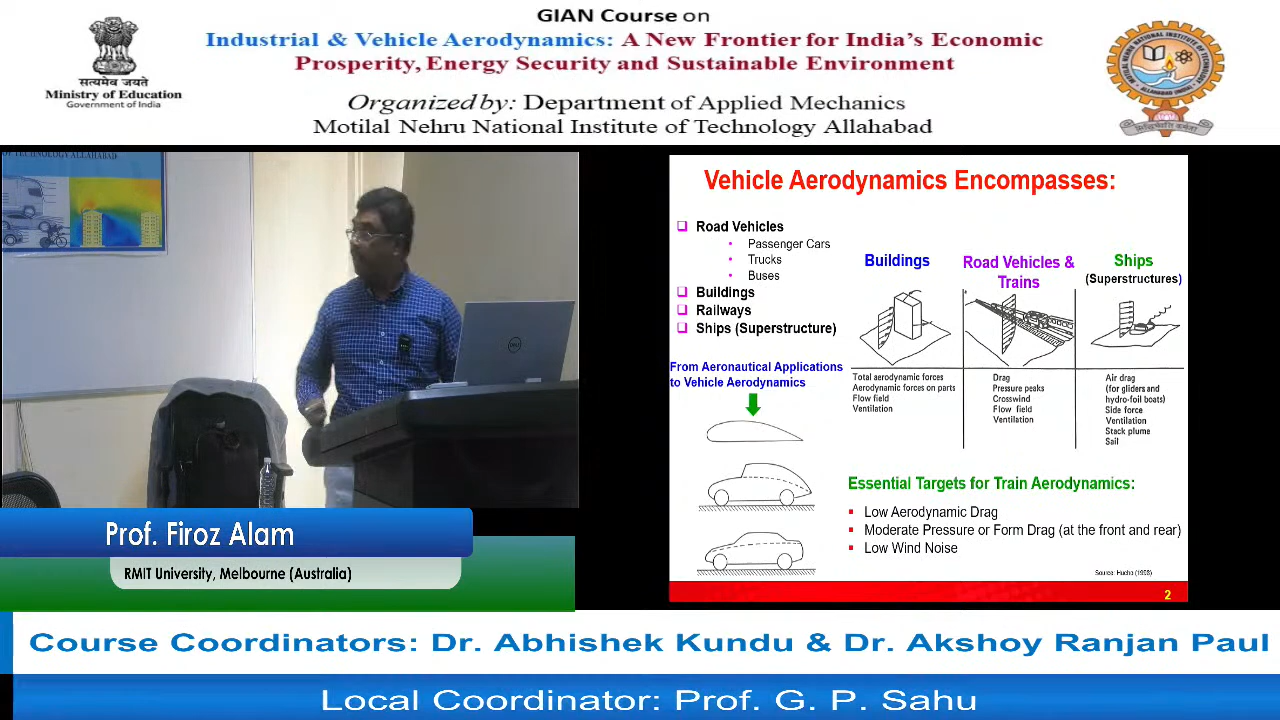 GIAN Course on
Industrial & Vehicle Aerodynamics: A New Frontier for India's Economic
Prosperity, Energy Security and Sustainable Environment
Organized by: Department of Applied Mechanics
Motilal Nehru National Institute of Technology Allahabad
सत्यमेव जयते
Ministry of Education
Government of India
OF TECHNOLOGY ALLAHABAD
DELL
Vehicle Aerodynamics Encompasses:
Road Vehicles
Passenger Cars
Trucks
Buses
Buildings
Railways
Ships (Superstructure)
From Aeronautical Applications
to Vehicle Aerodynamics
Buildings
Road Vehicles &
Trains
Ships
(Superstructures)
Total aerodynamic forces
Aerodynamic forces on parts
Flow field
Ventilation
Drag
Pressure peaks
Crosswind
Flow field
Ventilation
Air drag
(for gliders and
hydro-foil boats)
Side force
Ventilation
Stack plume
Sail
Essential Targets for Train Aerodynamics:
Low Aerodynamic Drag
Moderate Pressure or Form Drag (at the front and rear)
Low Wind Noise
Source: Hucho (1998)
2
Prof. Firoz Alam
RMIT University, Melbourne (Australia)
Course Coordinators: Dr. Abhishek Kundu & Dr. Akshoy Ranjan Paul
Local Coordinator: Prof. G. P. Sahu